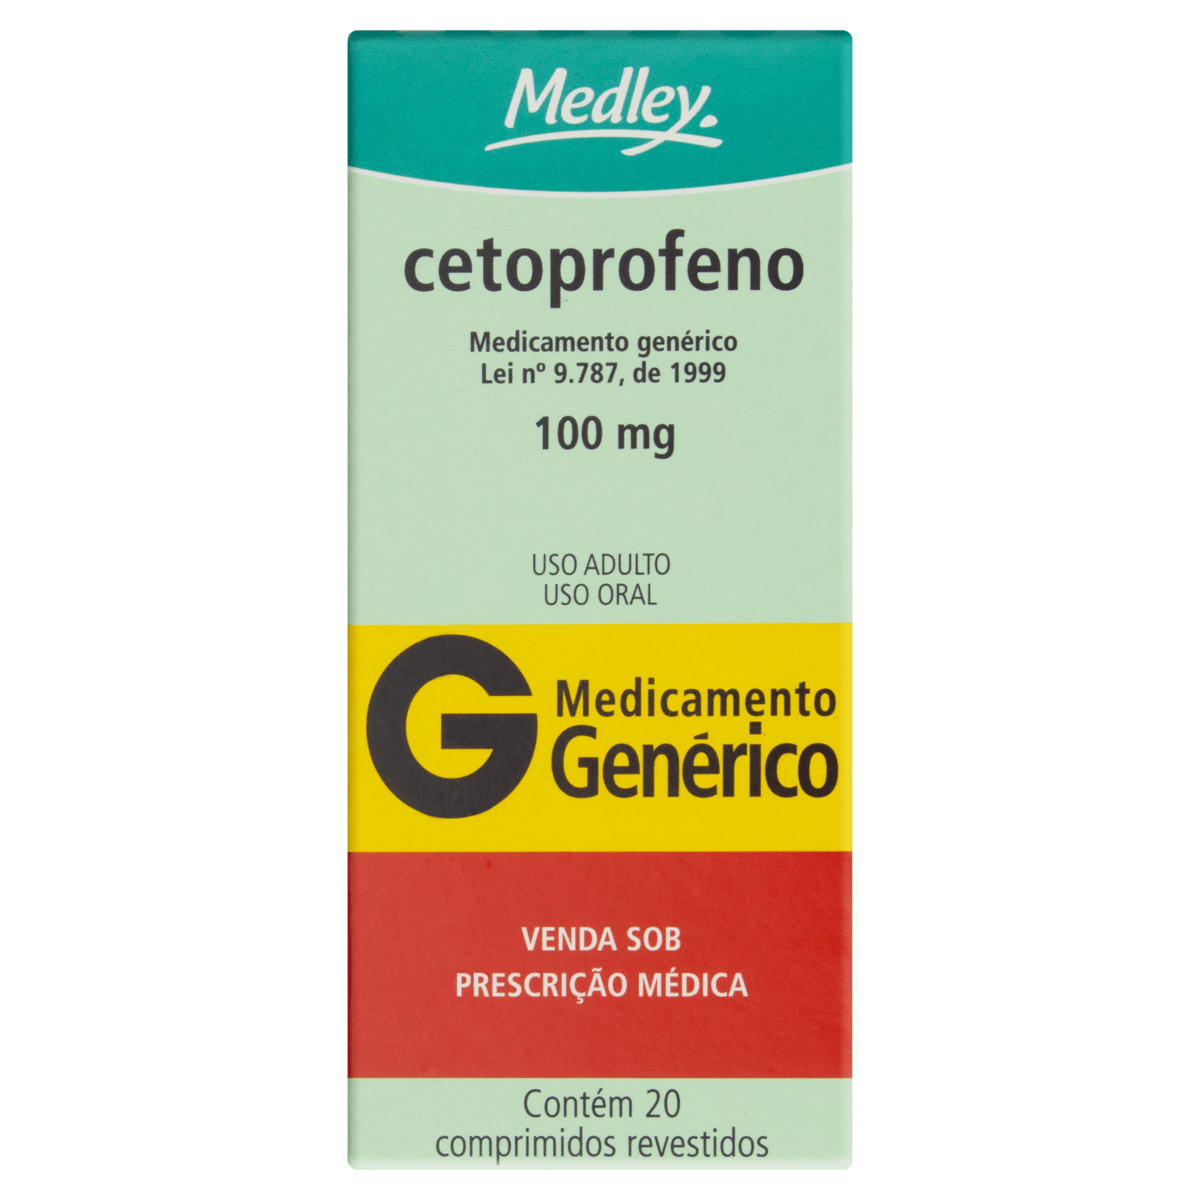 Medley.
cetoprofeno
Medicamento genérico
Lei nº 9.787, de 1999
100 mg
USO ADULTO
USO ORAL
G
Medicamento
Genérico
VENDA SOB
PRESCRIÇÃO MÉDICA
Contém 20
comprimidos revestidos